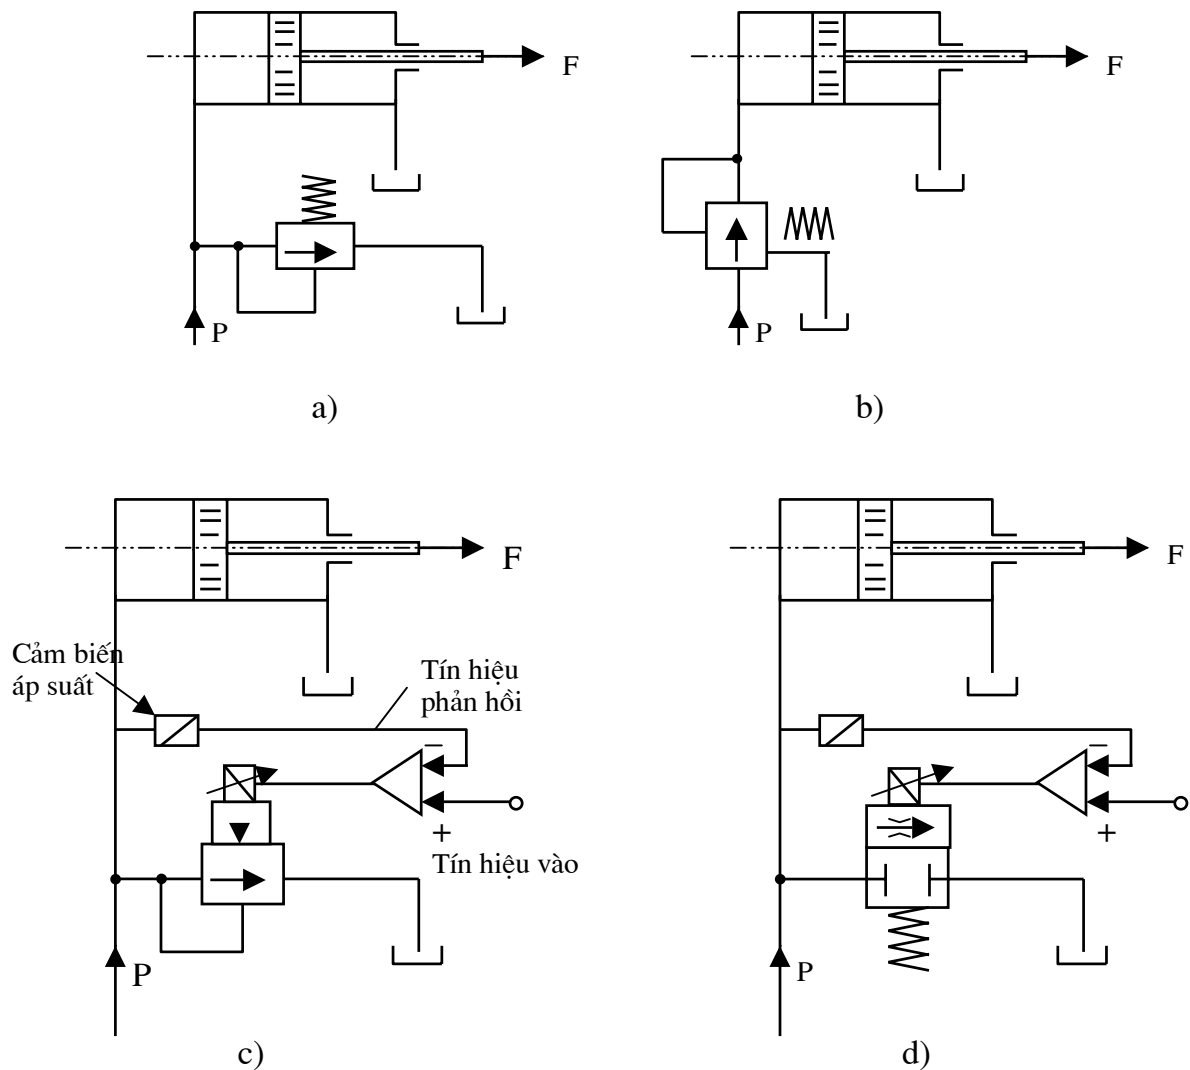 F
F
P
P
a)
b)
F
F
Cảm biến
áp suất
Tín hiệu
phản hồi
–
–
+
+
Tín hiệu vào
P
P
c)
d)